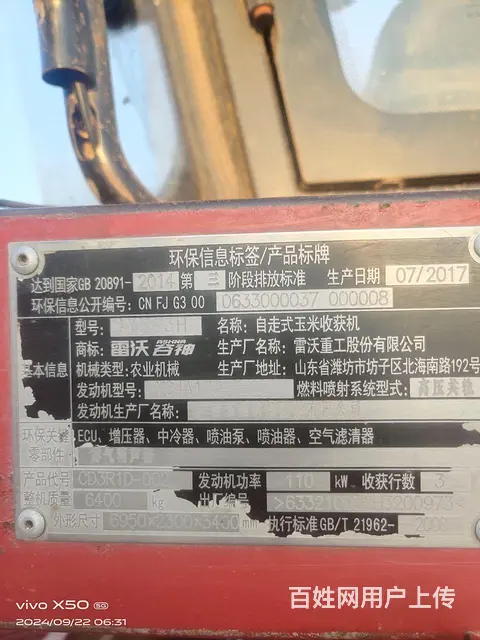 环保信息标签/产品标牌
达到国家GB 20891-2014第三阶段排放标准 生产日期 07/2017
环保信息公开编号: CN FJ G3 00 0633000037 000008
基本信息
型号: 名称: 自走式玉米收获机
商标: 雷沃谷神 制造商: 雷沃重工股份有限公司
机械类型:农业机械 生产厂地址: 山东省潍坊市坊子区北海南路192号
发动机型号: 燃料喷射系统型式: 高压共轨
发动机生产厂名称:
环保关键零部件 ECU、增压器、中冷器、喷油泵、喷油器、空气滤清器
产品代号 CD3R1D- 发动机功率 110 kW 收获行数 3
整机质量 6400 kg 出厂编号
外形尺寸 6950×2300×3430 mm 执行标准GB/T 21962-
vivo X50 5G
2024/09/22 06:31
百姓网用户上传